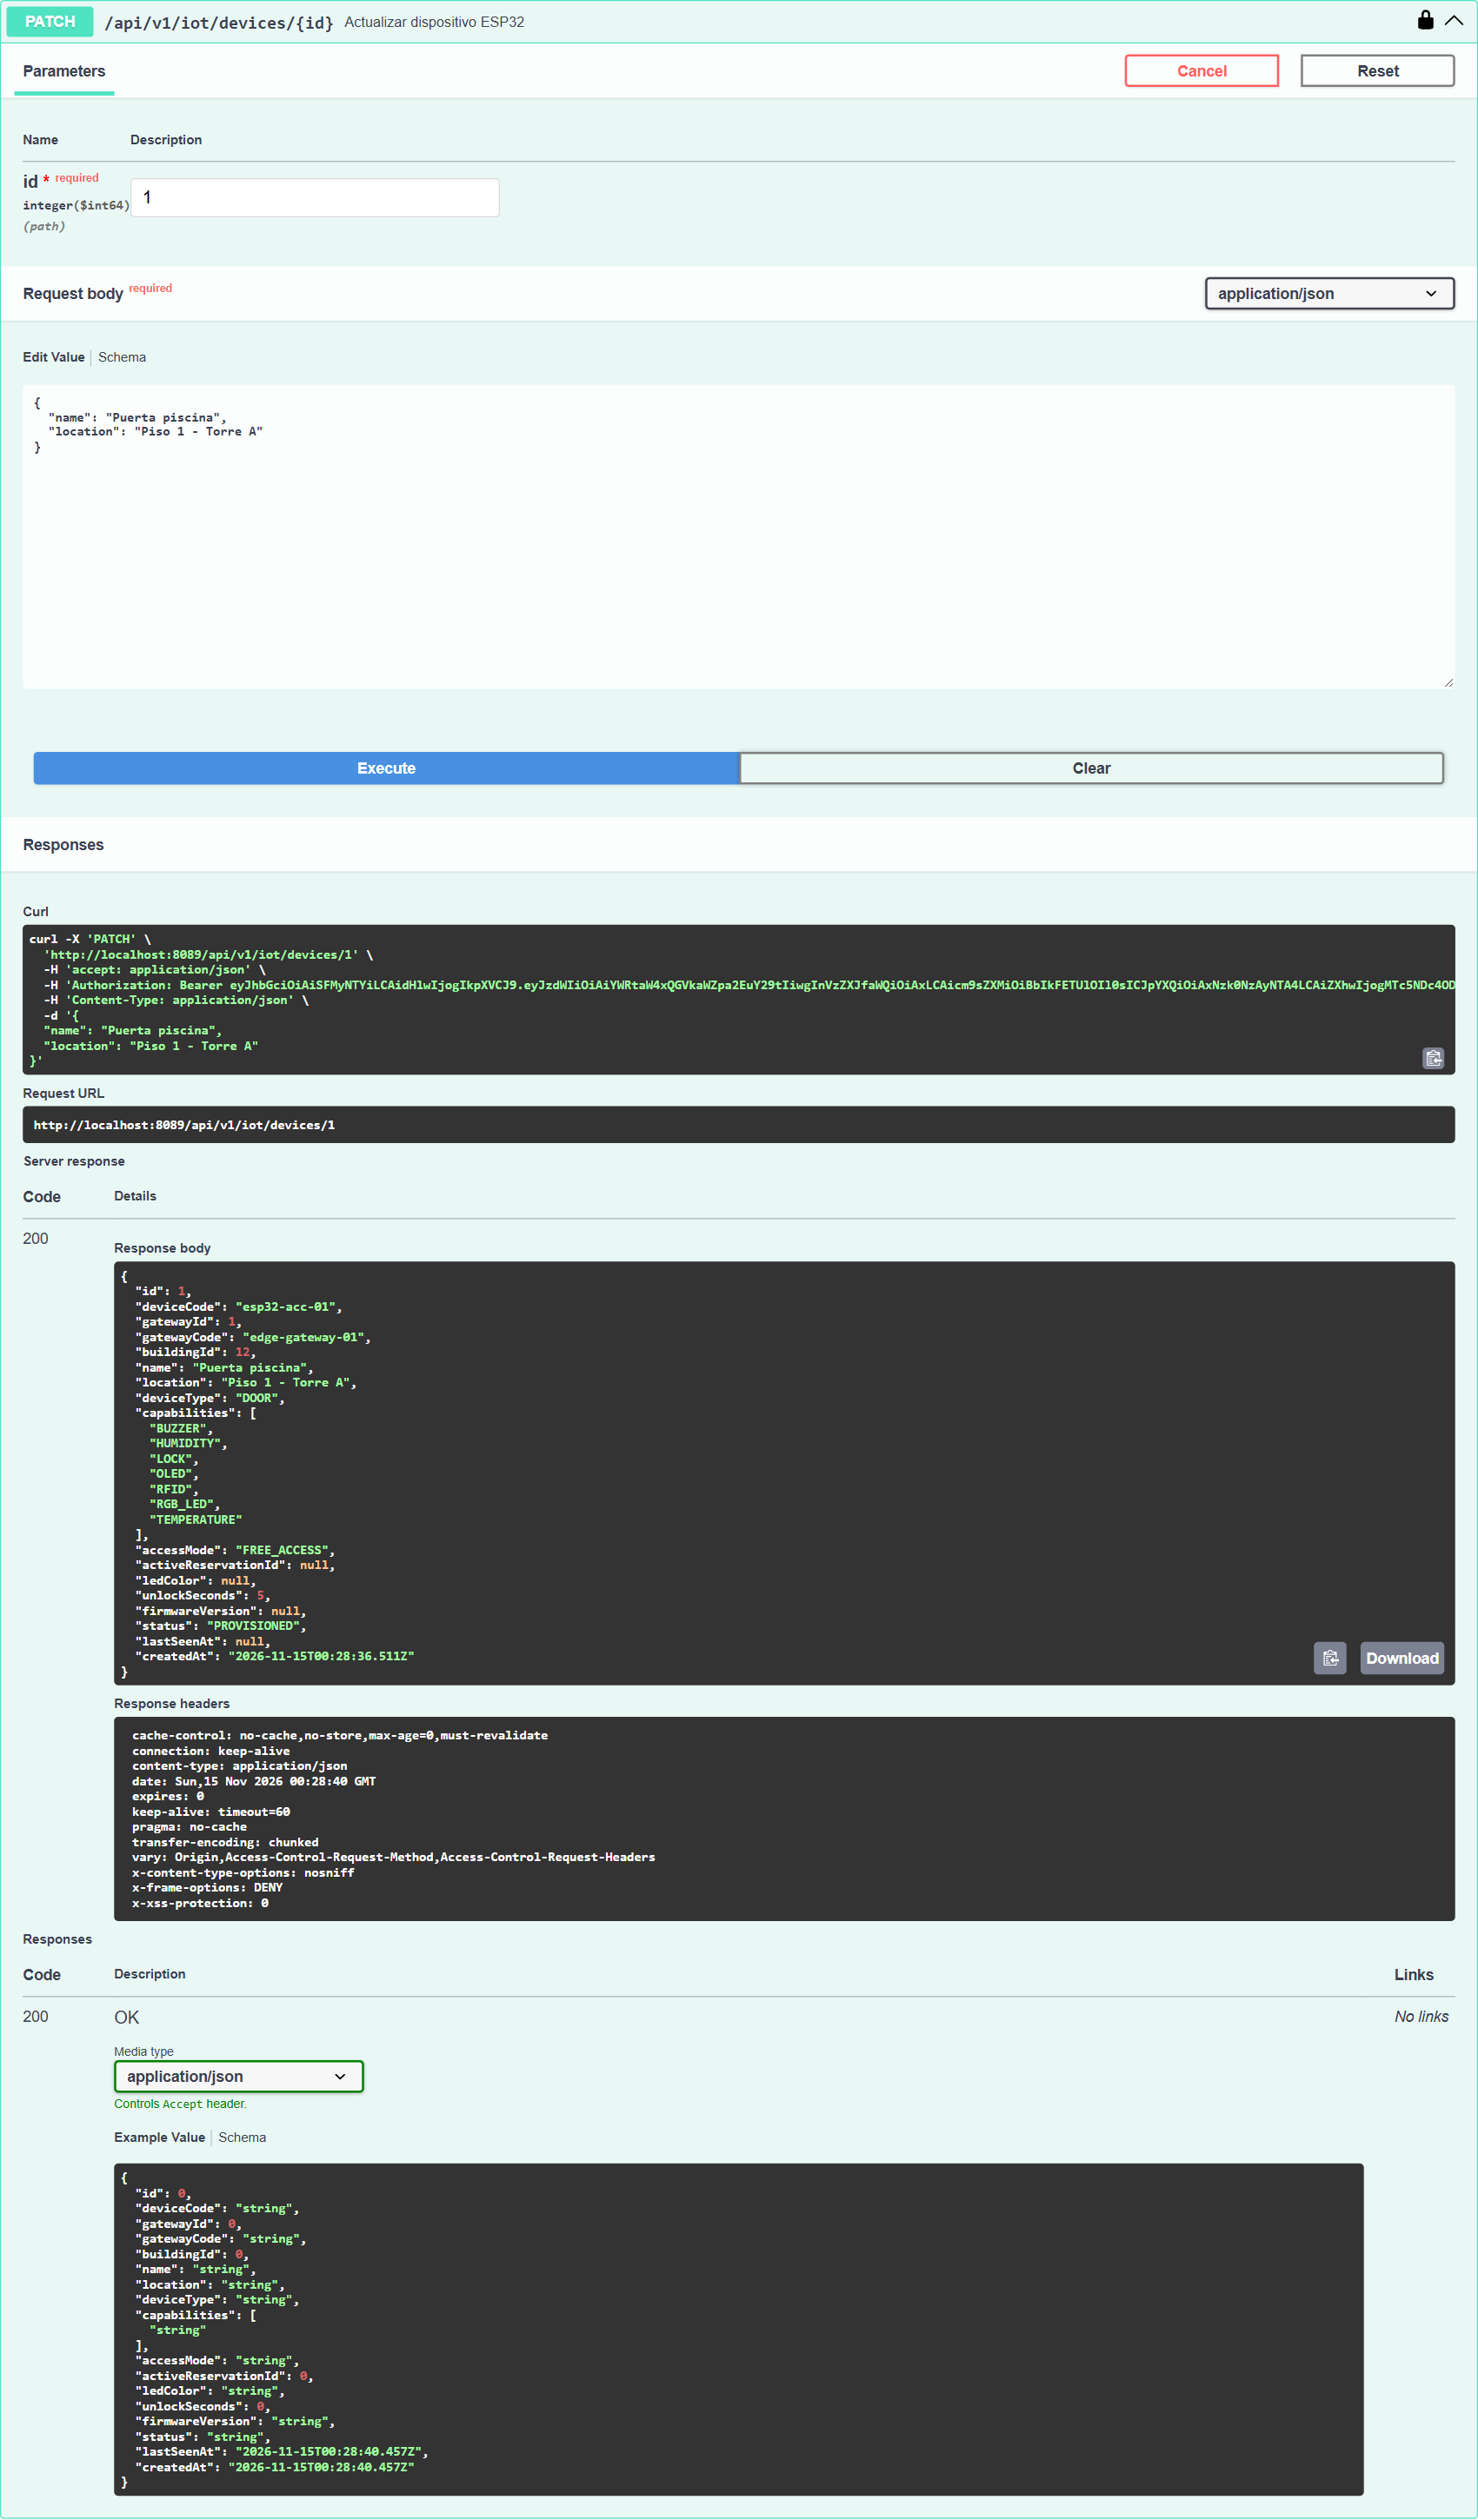 PATCH /api/v1/iot/devices/{id} Actualizar dispositivo ESP32
Parameters
Cancel
Reset
Name Description
id * required
integer($int64)
(path)
1
Request body required
application/json
Edit Value Schema
{
  "name": "Puerta piscina",
  "location": "Piso 1 - Torre A"
}
Execute
Clear
Responses
Curl
curl -X 'PATCH' \
  'http://localhost:8089/api/v1/iot/devices/1' \
  -H 'accept: application/json' \
  -H 'Authorization: Bearer eyJhbGciOiAiSFMyNTYiLCAidHlwIjogIkpXVCJ9.eyJzdWIiOiAiYWRtaW4xQGVkaWZpa2EuY29tIiwgInVzZXJfaWQiOiAxLCAicm9sZXMiOiBbIkFETUlOIl0sICJpYXQiOiAxNzk0NzAyNTA4LCAiZXhwIjogMTc5NDc4OD
  -H 'Content-Type: application/json' \
  -d '{
  "name": "Puerta piscina",
  "location": "Piso 1 - Torre A"
}'
Request URL
http://localhost:8089/api/v1/iot/devices/1
Server response
Code Details
200
Response body
{
  "id": 1,
  "deviceCode": "esp32-acc-01",
  "gatewayId": 1,
  "gatewayCode": "edge-gateway-01",
  "buildingId": 12,
  "name": "Puerta piscina",
  "location": "Piso 1 - Torre A",
  "deviceType": "DOOR",
  "capabilities": [
    "BUZZER",
    "HUMIDITY",
    "LOCK",
    "OLED",
    "RFID",
    "RGB_LED",
    "TEMPERATURE"
  ],
  "accessMode": "FREE_ACCESS",
  "activeReservationId": null,
  "ledColor": null,
  "unlockSeconds": 5,
  "firmwareVersion": null,
  "status": "PROVISIONED",
  "lastSeenAt": null,
  "createdAt": "2026-11-15T00:28:36.511Z"
}
Download
Response headers
cache-control: no-cache,no-store,max-age=0,must-revalidate
connection: keep-alive
content-type: application/json
date: Sun,15 Nov 2026 00:28:40 GMT
expires: 0
keep-alive: timeout=60
pragma: no-cache
transfer-encoding: chunked
vary: Origin,Access-Control-Request-Method,Access-Control-Request-Headers
x-content-type-options: nosniff
x-frame-options: DENY
x-xss-protection: 0
Responses
Code Description Links
200 OK No links
Media type
application/json
Controls Accept header.
Example Value Schema
{
  "id": 0,
  "deviceCode": "string",
  "gatewayId": 0,
  "gatewayCode": "string",
  "buildingId": 0,
  "name": "string",
  "location": "string",
  "deviceType": "string",
  "capabilities": [
    "string"
  ],
  "accessMode": "string",
  "activeReservationId": 0,
  "ledColor": "string",
  "unlockSeconds": 0,
  "firmwareVersion": "string",
  "status": "string",
  "lastSeenAt": "2026-11-15T00:28:40.457Z",
  "createdAt": "2026-11-15T00:28:40.457Z"
}